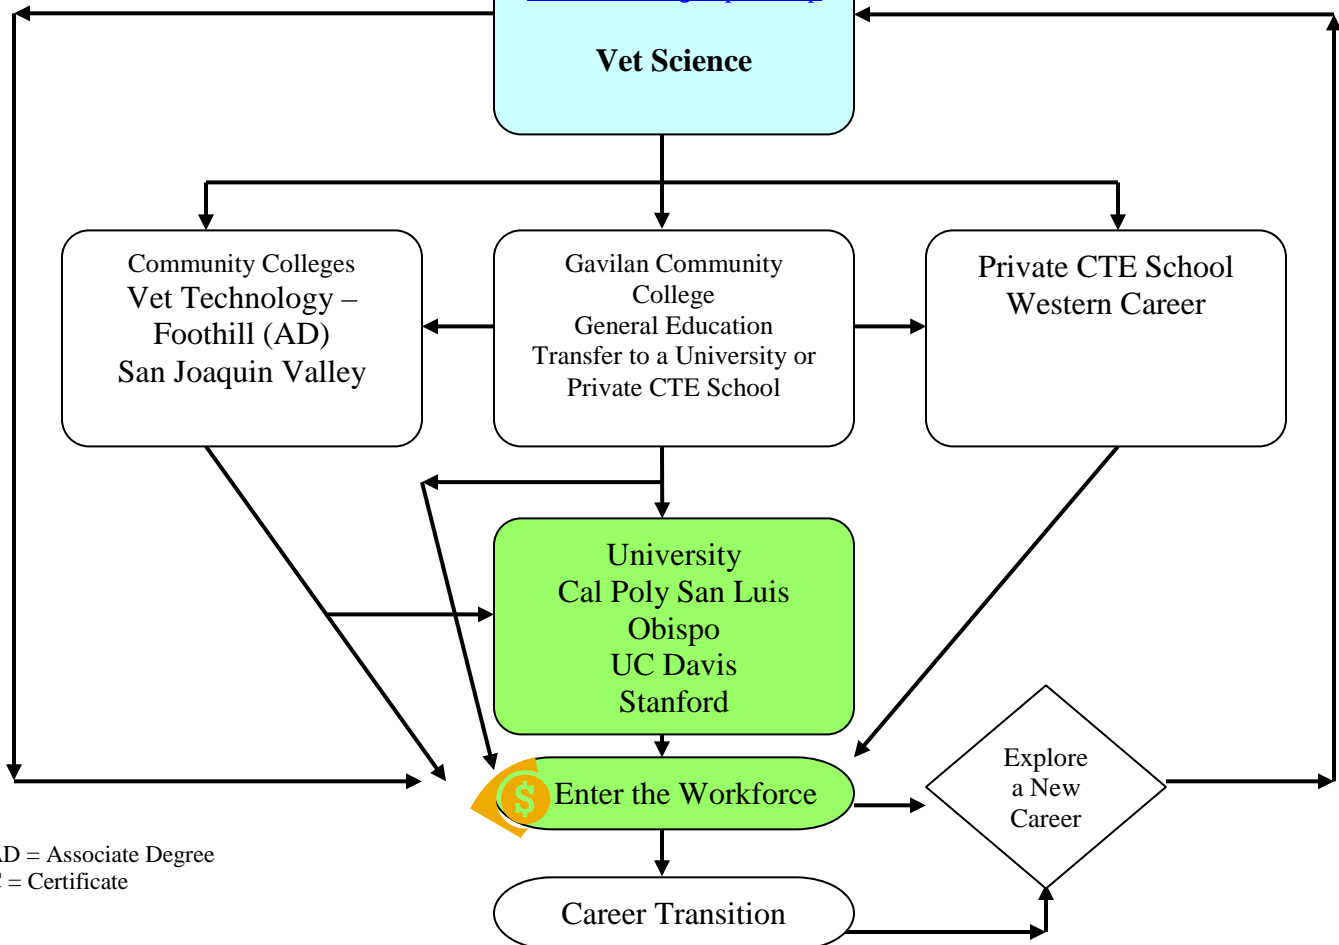 Vet Science
Community Colleges
Vet Technology –
Foothill (AD)
San Joaquin Valley
Gavilan Community
College
General Education
Transfer to a University or
Private CTE School
Private CTE School
Western Career
University
Cal Poly San Luis
Obispo
UC Davis
Stanford
$ Enter the Workforce
Explore
a New
Career
AD = Associate Degree
= Certificate
Career Transition